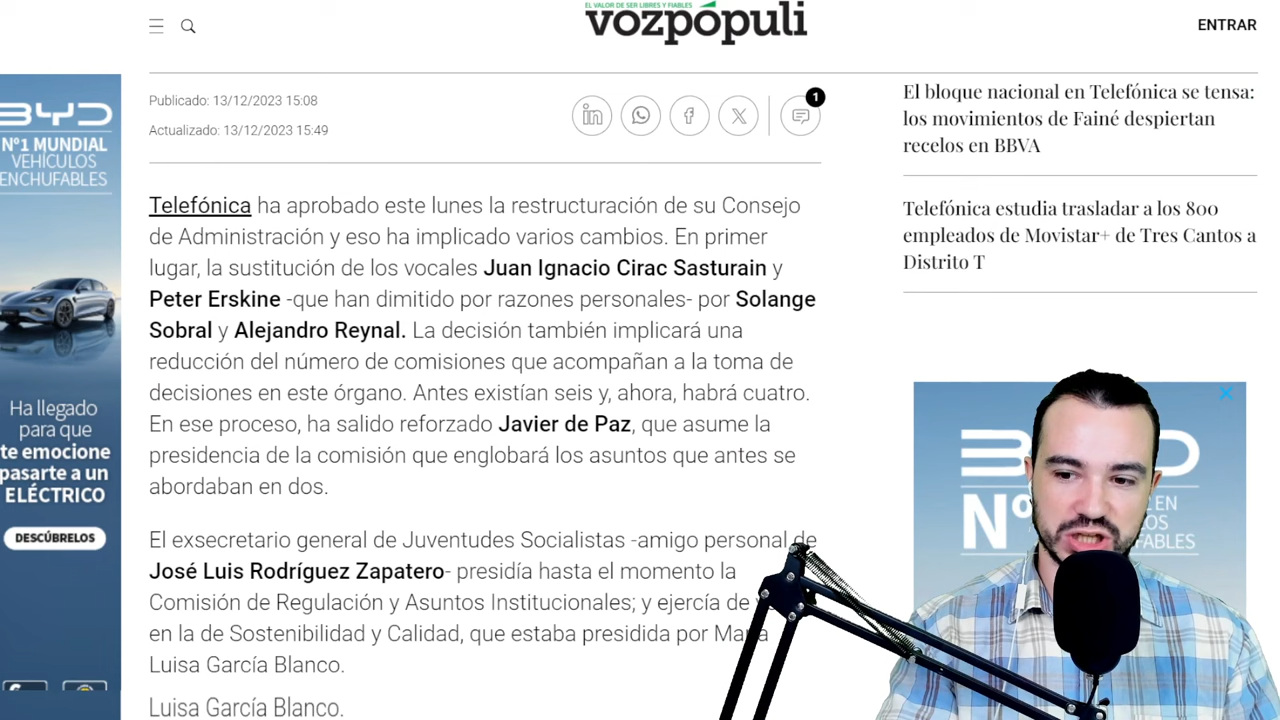 EL VALOR DE SER LIBRES Y FIABLES
vozpópuli
ENTRAR
BYD
Nº1 MUNDIAL
VEHÍCULOS
ENCHUFABLES
Ha llegado
para que
te emocione
pasarte a un
ELÉCTRICO
DESCÚBRELOS
Publicado: 13/12/2023 15:08
Actualizado: 13/12/2023 15:49
1
Telefónica ha aprobado este lunes la restructuración de su Consejo
de Administración y eso ha implicado varios cambios. En primer
lugar, la sustitución de los vocales Juan Ignacio Cirac Sasturain y
Peter Erskine -que han dimitido por razones personales- por Solange
Sobral y Alejandro Reynal. La decisión también implicará una
reducción del número de comisiones que acompañan a la toma de
decisiones en este órgano. Antes existían seis y, ahora, habrá cuatro.
En ese proceso, ha salido reforzado Javier de Paz, que asume la
presidencia de la comisión que englobará los asuntos que antes se
abordaban en dos.
El exsecretario general de Juventudes Socialistas -amigo personal de
José Luis Rodríguez Zapatero- presidía hasta el momento la
Comisión de Regulación y Asuntos Institucionales; y ejercía de
en la de Sostenibilidad y Calidad, que estaba presidida por María
Luisa García Blanco.
Luisa García Blanco.
El bloque nacional en Telefónica se tensa:
los movimientos de Fainé despiertan
recelos en BBVA
Telefónica estudia trasladar a los 800
empleados de Movistar+ de Tres Cantos a
Distrito T
Nº
EN